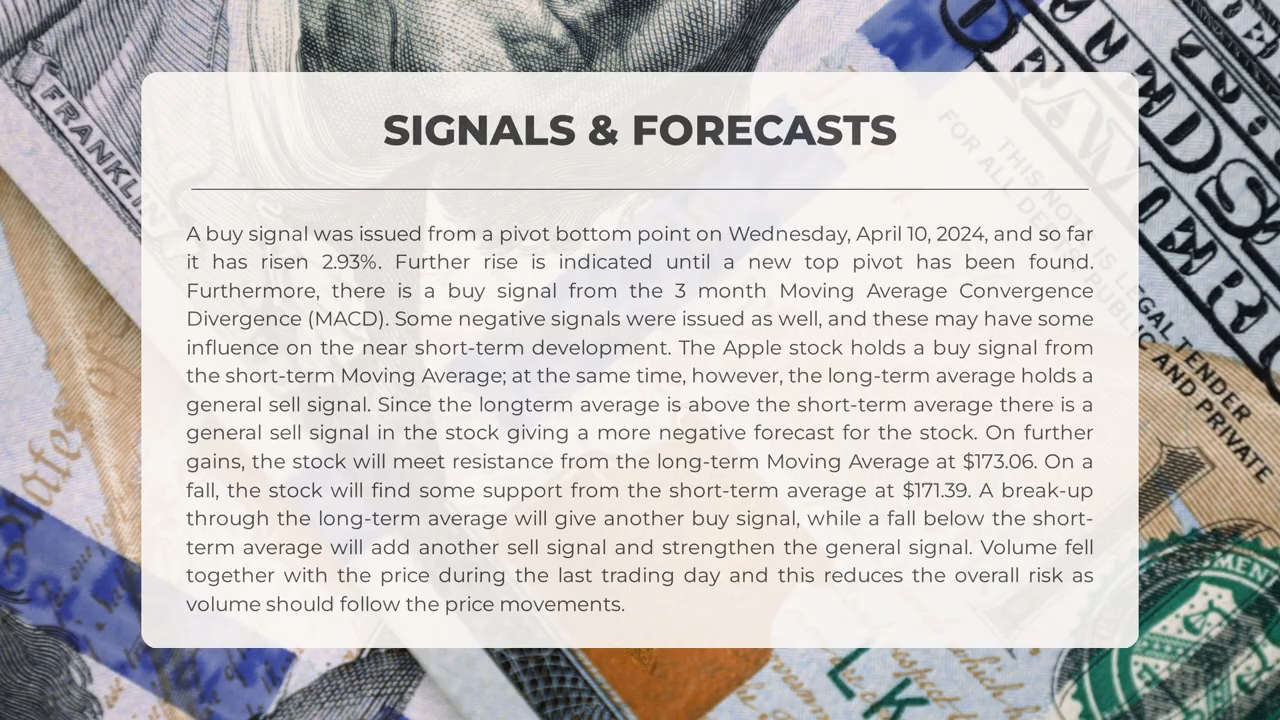 FRANKLIN
SIGNALS & FORECASTS
A buy signal was issued from a pivot bottom point on Wednesday, April 10, 2024, and so far
it has risen 2.93%. Further rise is indicated until a new top pivot has been found.
Furthermore, there is a buy signal from the 3 month Moving Average Convergence
Divergence (MACD). Some negative signals were issued as well, and these may have some
influence on the near short-term development. The Apple stock holds a buy signal from
the short-term Moving Average; at the same time, however, the long-term average holds a
general sell signal. Since the longterm average is above the short-term average there is a
general sell signal in the stock giving a more negative forecast for the stock. On further
gains, the stock will meet resistance from the long-term Moving Average at $173.06. On a
fall, the stock will find some support from the short-term average at $171.39. A break-up
through the long-term average will give another buy signal, while a fall below the short-
term average will add another sell signal and strengthen the general signal. Volume fell
together with the price during the last trading day and this reduces the overall risk as
volume should follow the price movements.
THIS NOTE IS LEGAL TENDER
FOR ALL DEBTS, PUBLIC AND PRIVATE